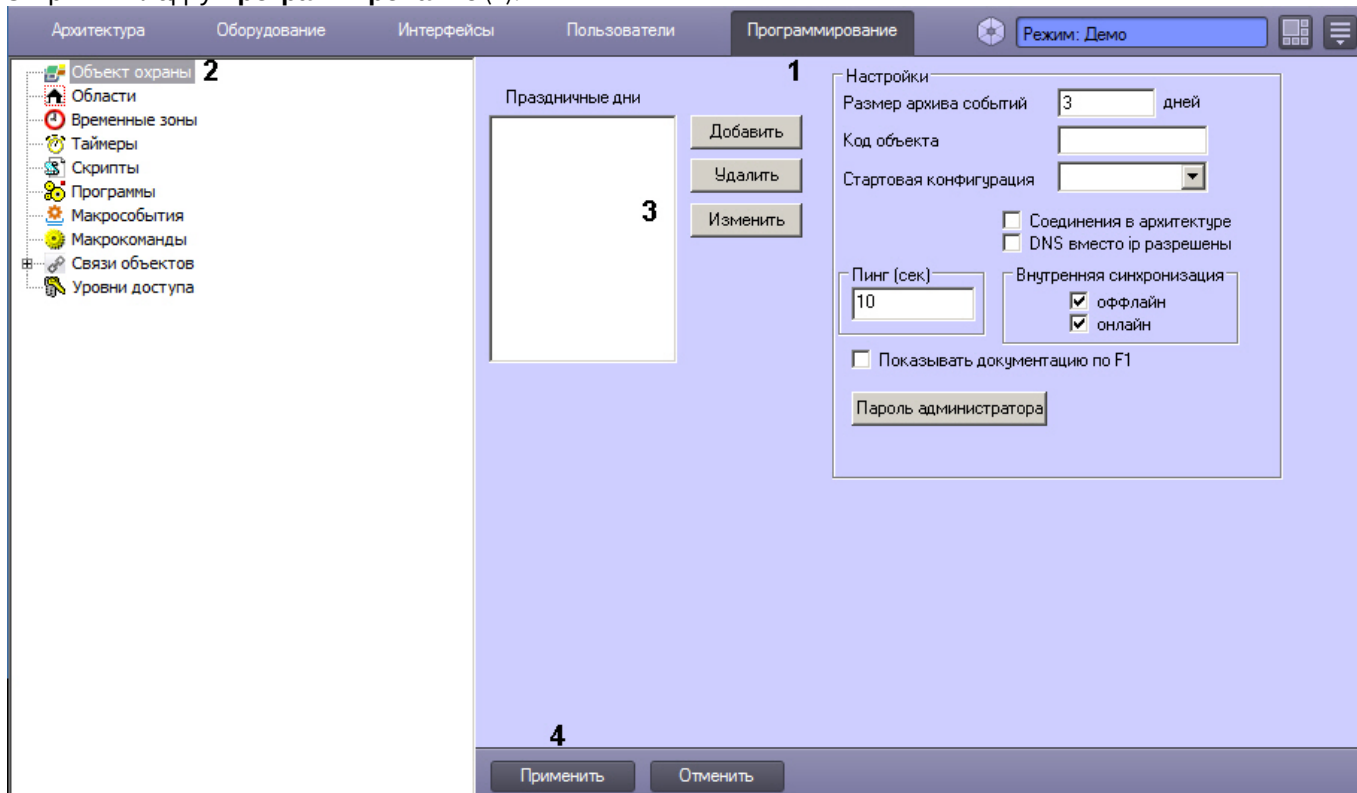 Архитектура Оборудование Интерфейсы Пользователи Программирование Режим: Демо
Объект охраны 2
Области
Временные зоны
Таймеры
Скрипты
Программы
Макрособытия
Макрокоманды
Связи объектов
Уровни доступа
1
Праздничные дни
Добавить
Удалить
3
Изменить
Настройки
Размер архива событий 3 дней
Код объекта
Стартовая конфигурация
Соединения в архитектуре
DNS вместо ip разрешены
Пинг (сек)
10
Внутренняя синхронизация
оффлайн
онлайн
Показывать документацию по F1
Пароль администратора
4
Применить Отменить